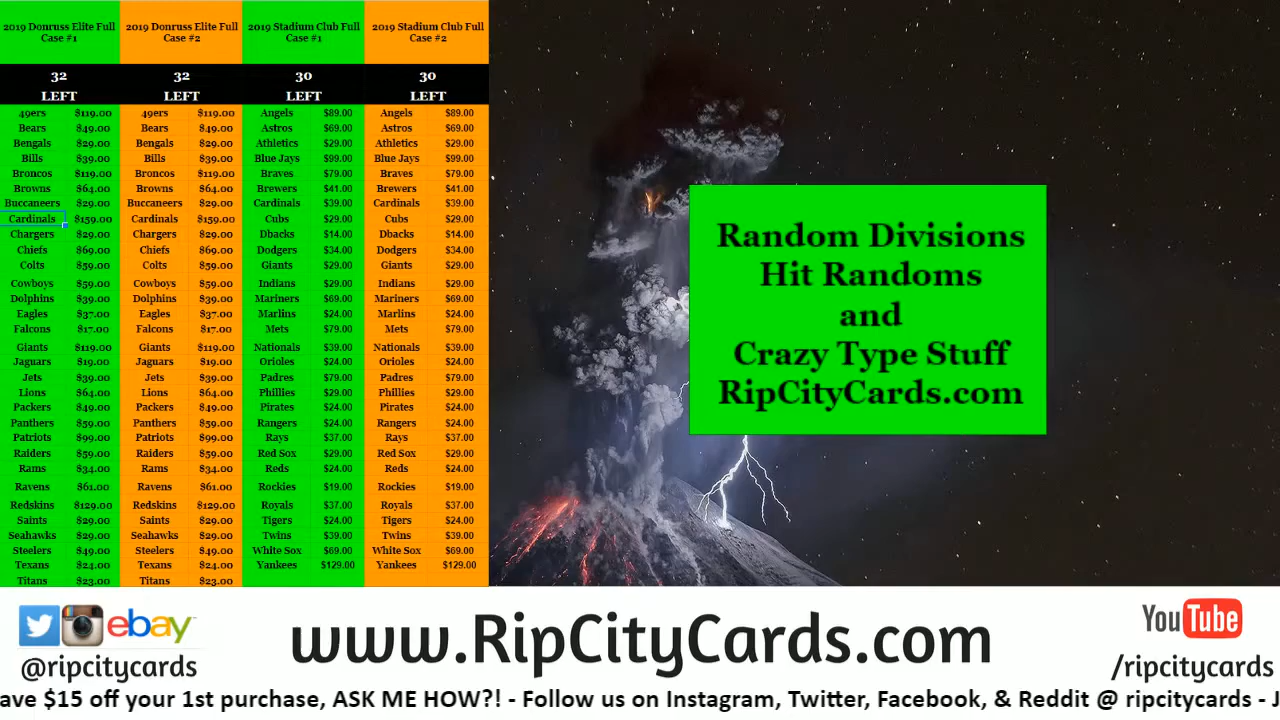 2019 Donruss Elite Full Case #1 2019 Donruss Elite Full Case #2 2019 Stadium Club Full Case #1 2019 Stadium Club Full Case #2
32 32 30 30
LEFT LEFT LEFT LEFT
49ers $119.00 49ers $119.00 Angels $89.00 Angels $89.00
Bears $49.00 Bears $49.00 Astros $69.00 Astros $69.00
Bengals $29.00 Bengals $29.00 Athletics $29.00 Athletics $29.00
Bills $39.00 Bills $39.00 Blue Jays $99.00 Blue Jays $99.00
Broncos $119.00 Broncos $119.00 Braves $79.00 Braves $79.00
Browns $64.00 Browns $64.00 Brewers $41.00 Brewers $41.00
Buccaneers $29.00 Buccaneers $29.00 Cardinals $39.00 Cardinals $39.00
Cardinals $159.00 Cardinals $159.00 Cubs $29.00 Cubs $29.00
Chargers $29.00 Chargers $29.00 Dbacks $14.00 Dbacks $14.00
Chiefs $69.00 Chiefs $69.00 Dodgers $34.00 Dodgers $34.00
Colts $59.00 Colts $59.00 Giants $29.00 Giants $29.00
Cowboys $59.00 Cowboys $59.00 Indians $29.00 Indians $29.00
Dolphins $39.00 Dolphins $39.00 Mariners $69.00 Mariners $69.00
Eagles $37.00 Eagles $37.00 Marlins $24.00 Marlins $24.00
Falcons $17.00 Falcons $17.00 Mets $79.00 Mets $79.00
Giants $119.00 Giants $119.00 Nationals $39.00 Nationals $39.00
Jaguars $19.00 Jaguars $19.00 Orioles $24.00 Orioles $24.00
Jets $39.00 Jets $39.00 Padres $79.00 Padres $79.00
Lions $64.00 Lions $64.00 Phillies $29.00 Phillies $29.00
Packers $49.00 Packers $49.00 Pirates $24.00 Pirates $24.00
Panthers $59.00 Panthers $59.00 Rangers $24.00 Rangers $24.00
Patriots $99.00 Patriots $99.00 Rays $37.00 Rays $37.00
Raiders $59.00 Raiders $59.00 Red Sox $29.00 Red Sox $29.00
Rams $34.00 Rams $34.00 Reds $24.00 Reds $24.00
Ravens $61.00 Ravens $61.00 Rockies $19.00 Rockies $19.00
Redskins $129.00 Redskins $129.00 Royals $37.00 Royals $37.00
Saints $29.00 Saints $29.00 Tigers $24.00 Tigers $24.00
Seahawks $29.00 Seahawks $29.00 Twins $39.00 Twins $39.00
Steelers $49.00 Steelers $49.00 White Sox $69.00 White Sox $69.00
Texans $24.00 Texans $24.00 Yankees $129.00 Yankees $129.00
Titans $23.00 Titans $23.00
Random Divisions
Hit Randoms
and
Crazy Type Stuff
RipCityCards.com
ebay
@ripcitycards
www.RipCityCards.com
YouTube
/ripcitycards
ave $15 off your 1st purchase, ASK ME HOW?! - Follow us on Instagram, Twitter, Facebook, & Reddit @ ripcitycards - J